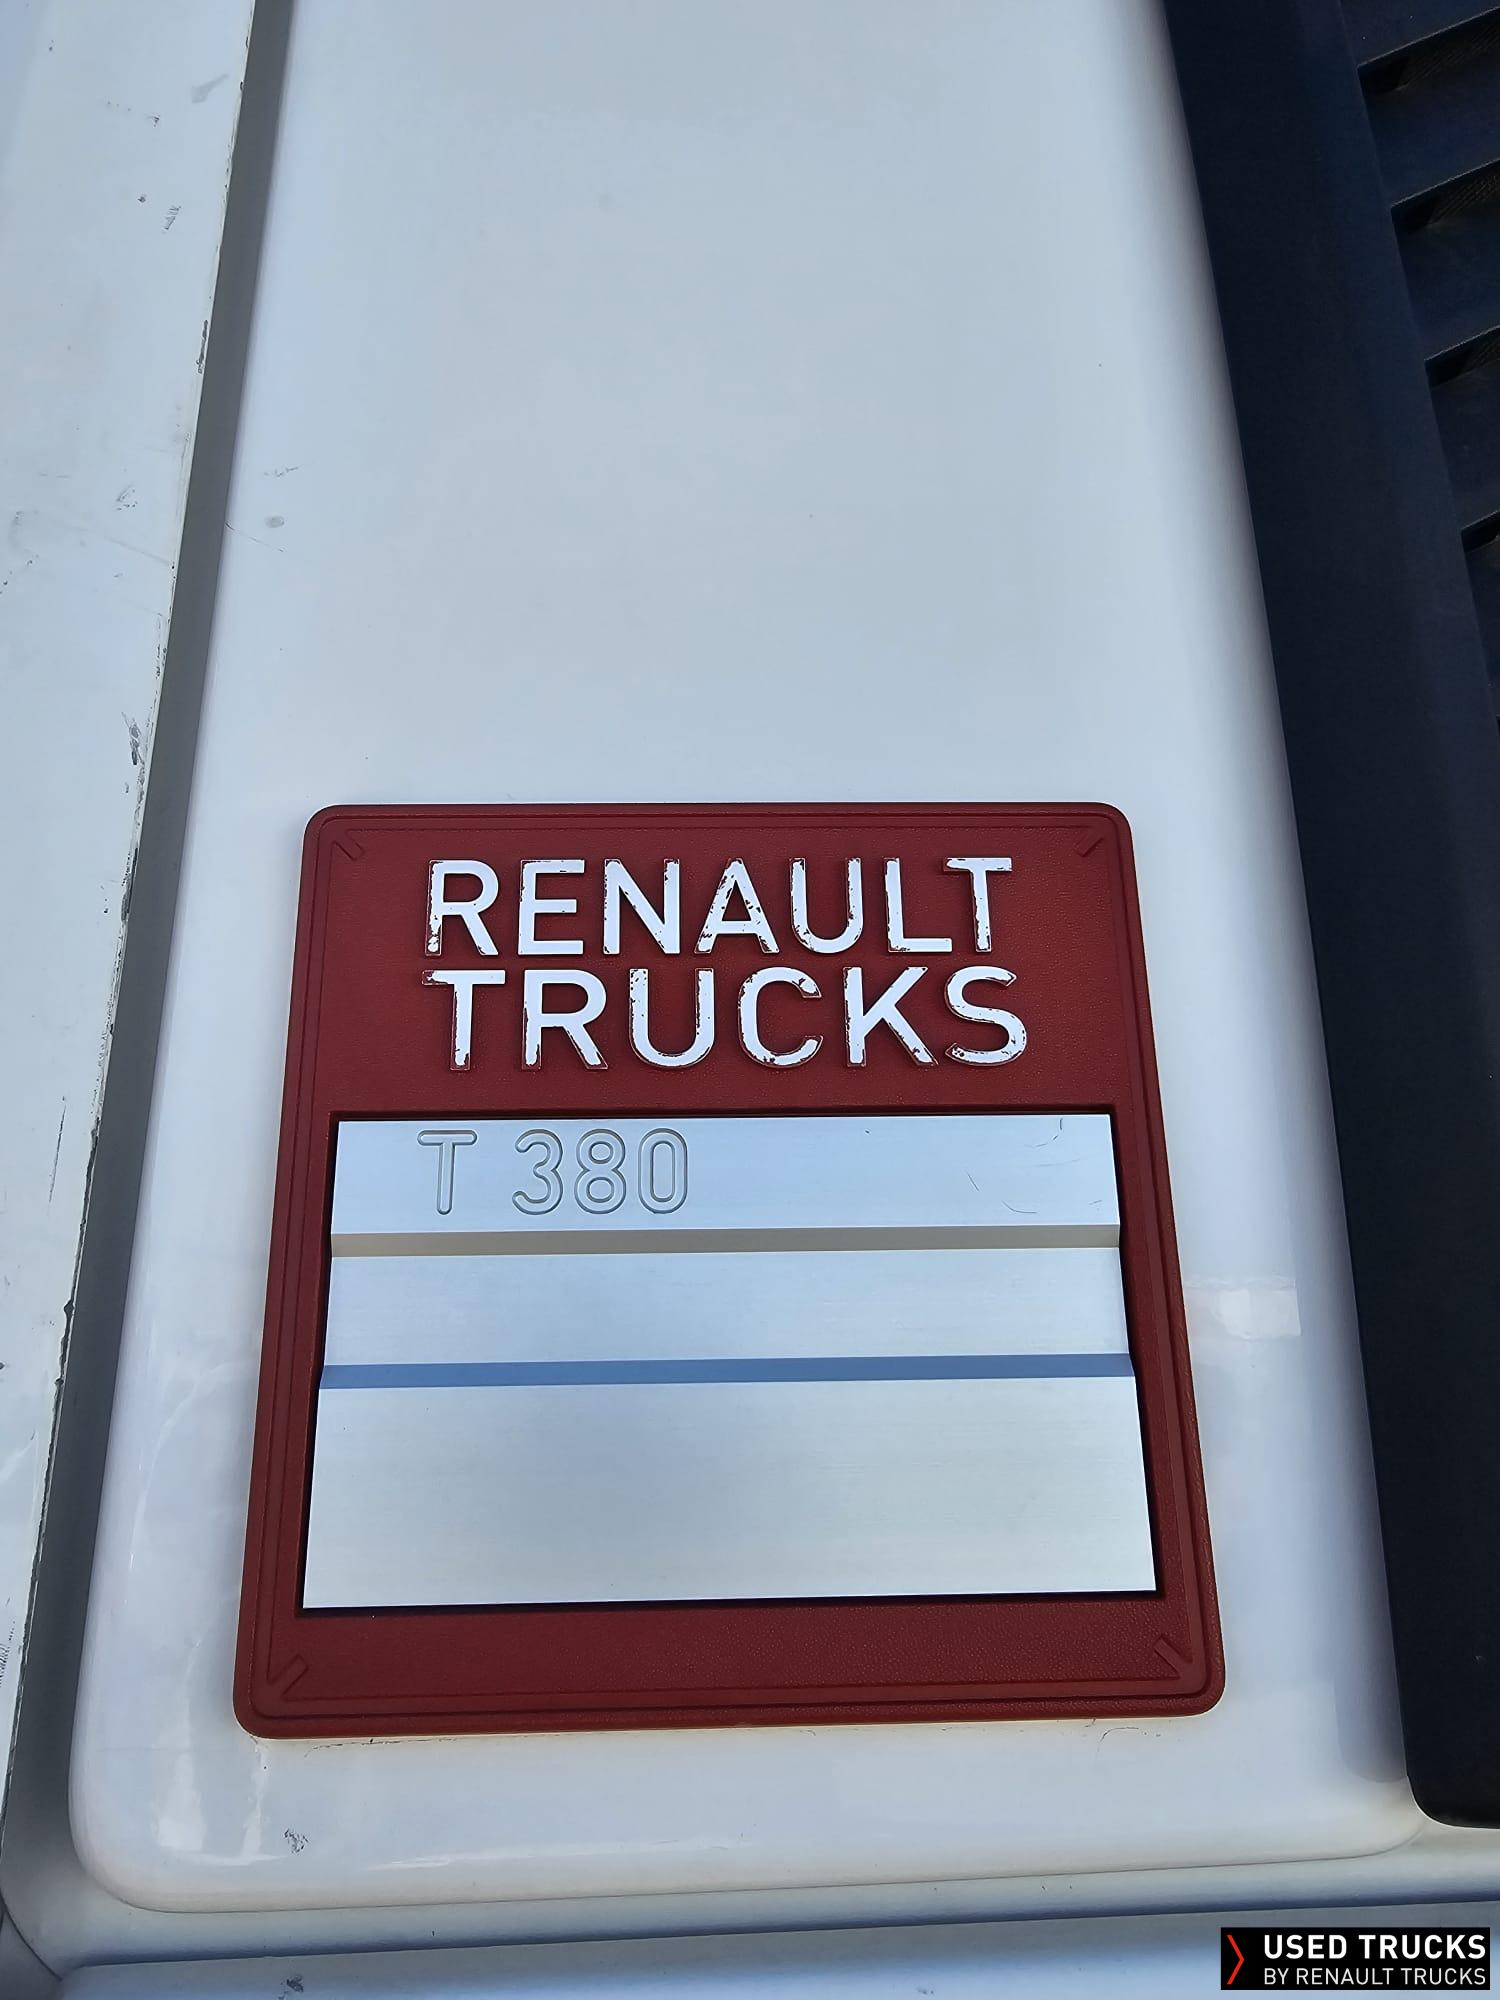 RENAULT
TRUCKS
T 380
USED TRUCKS
BY RENAULT TRUCKS